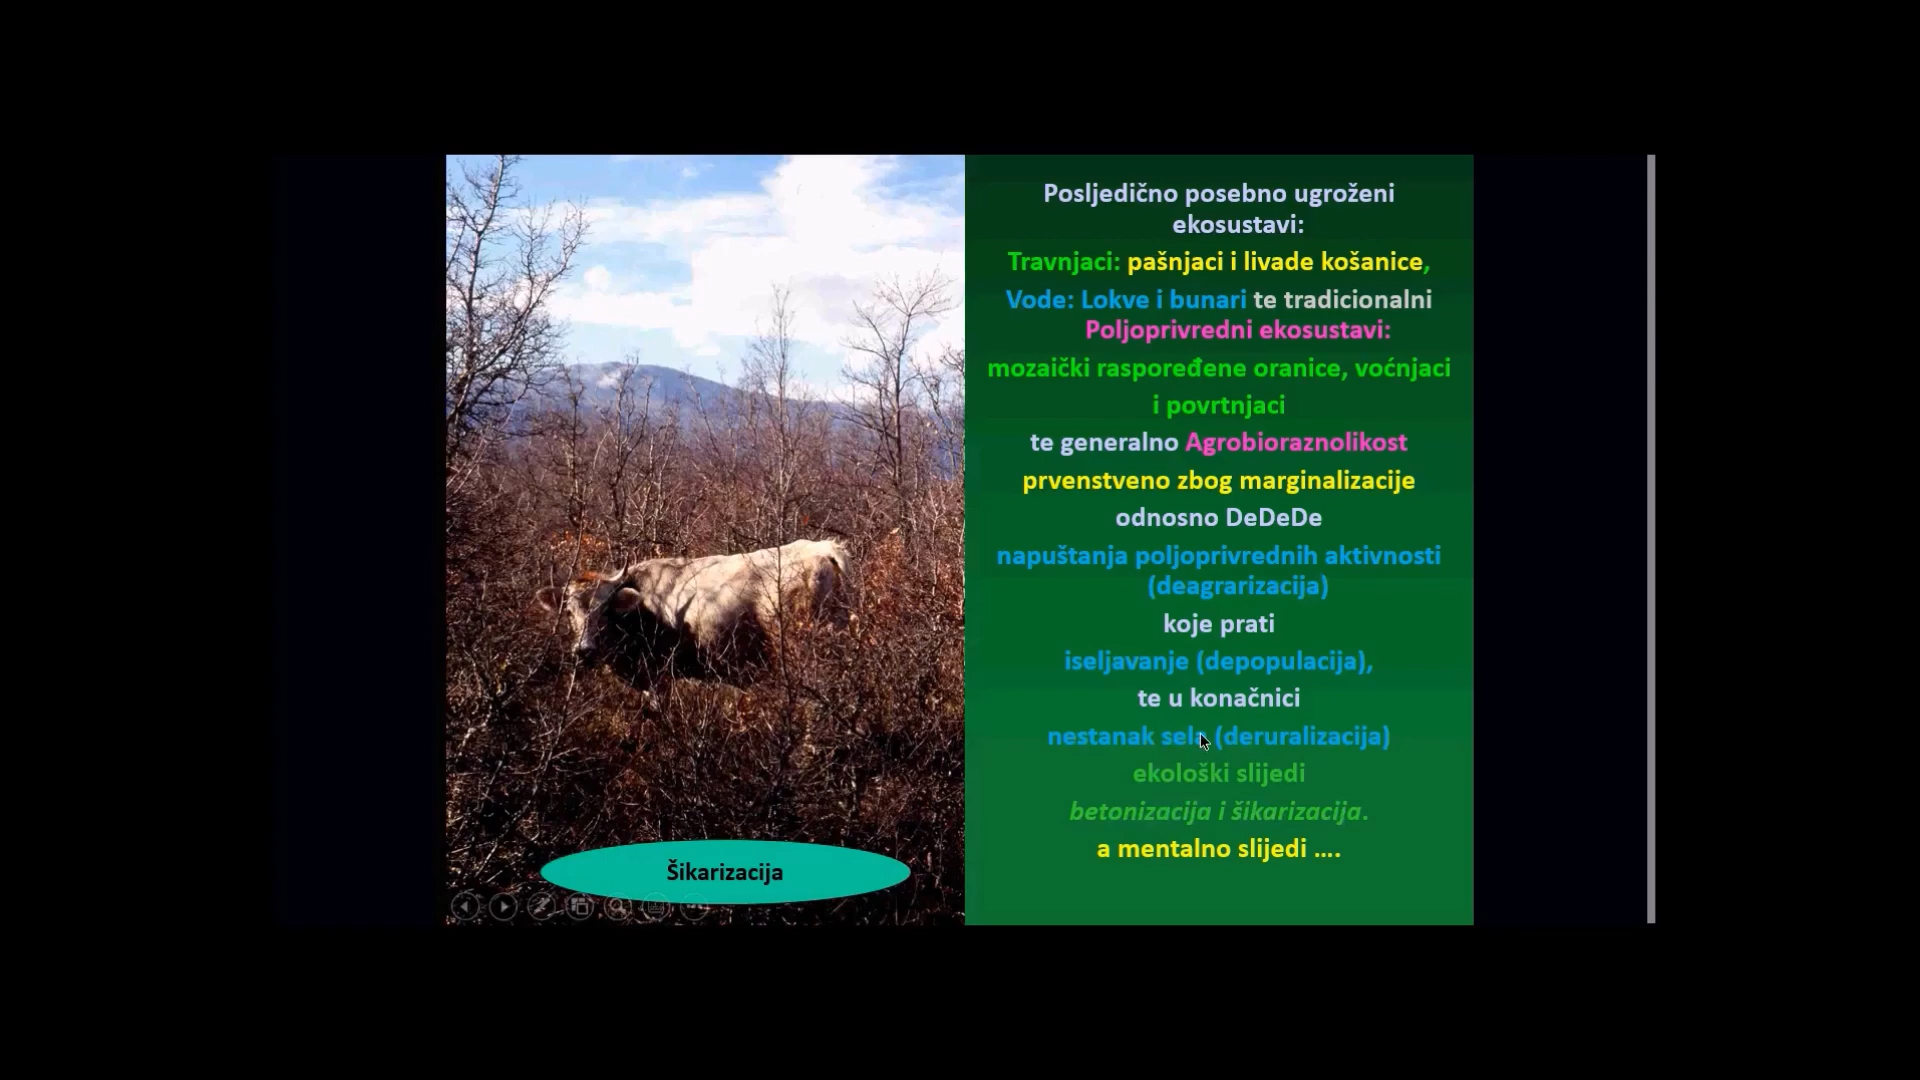 Posljedično posebno ugroženi
ekosustavi:
Travnjaci: pašnjaci i livade košanice,
Vode: Lokve i bunari te tradicionalni
Poljoprivredni ekosustavi:
mozaički raspoređene oranice, voćnjaci
i povrtnjaci
te generalno Agrobioraznolikost
prvenstveno zbog marginalizacije
odnosno DeDeDe
napuštanja poljoprivrednih aktivnosti
(deagrarizacija)
koje prati
iseljavanje (depopulacija),
te u konačnici
nestanak sela (deruralizacija)
ekološki slijedi
betonizacija i šikarizacija.
a mentalno slijedi ....
Šikarizacija